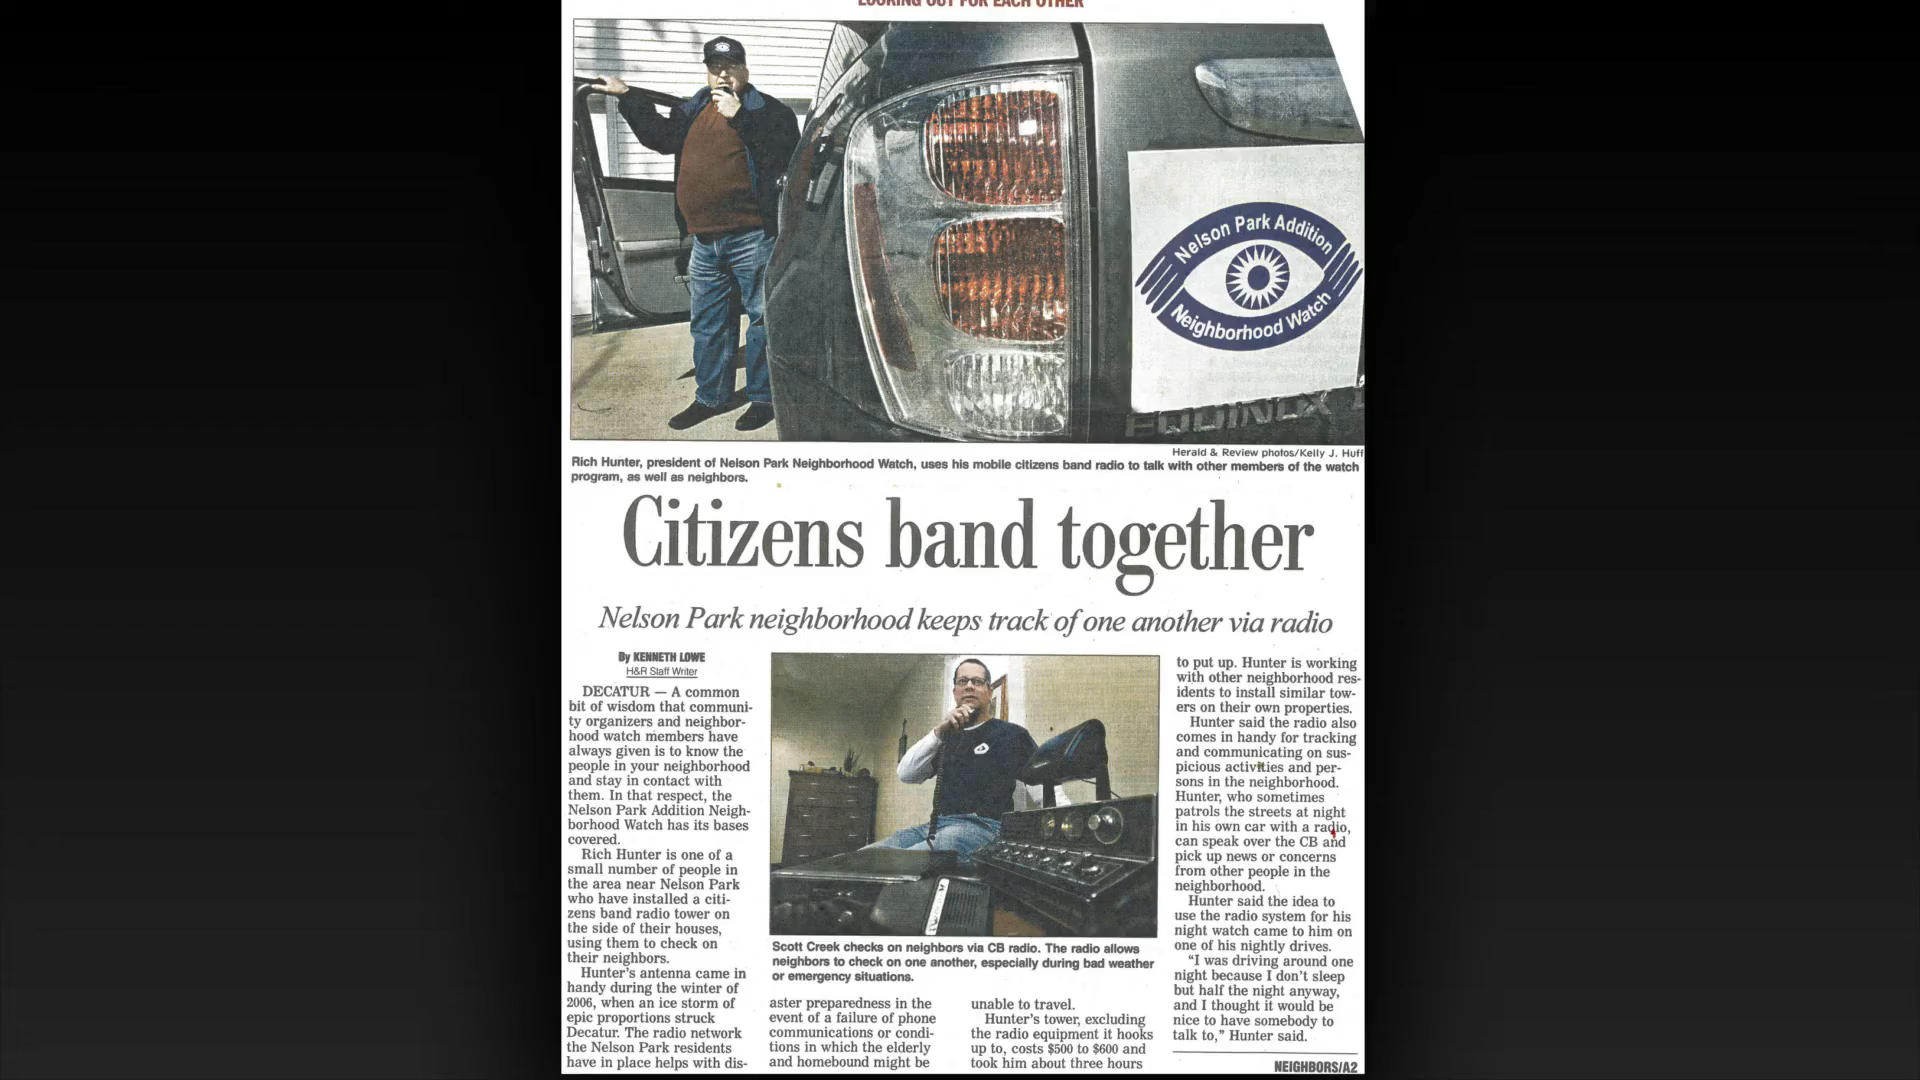 LOOKING OUT FOR EACH OTHER
Nelson Park Addition
Neighborhood Watch
EQUINOX
Herald & Review photos/Kelly J. Huff
Rich Hunter, president of Nelson Park Neighborhood Watch, uses his mobile citizens band radio to talk with other members of the watch
program, as well as neighbors.
Citizens band together
Nelson Park neighborhood keeps track of one another via radio
By KENNETH LOWE
H&R Staff Writer
DECATUR — A common
bit of wisdom that communi-
ty organizers and neighbor-
hood watch members have
always given is to know the
people in your neighborhood
and stay in contact with
them. In that respect, the
Nelson Park Addition Neigh-
borhood Watch has its bases
covered.
Rich Hunter is one of a
small number of people in
the area near Nelson Park
who have installed a citi-
zens band radio tower on
the side of their houses,
using them to check on
their neighbors.
Hunter's antenna came in
handy during the winter of
2006, when an ice storm of
epic proportions struck
Decatur. The radio network
the Nelson Park residents
have in place helps with dis-
Scott Creek checks on neighbors via CB radio. The radio allows
neighbors to check on one another, especially during bad weather
or emergency situations.
aster preparedness in the
event of a failure of phone
communications or condi-
tions in which the elderly
and homebound might be
unable to travel.
Hunter's tower, excluding
the radio equipment it hooks
up to, costs $500 to $600 and
took him about three hours
to put up. Hunter is working
with other neighborhood res-
idents to install similar tow-
ers on their own properties.
Hunter said the radio also
comes in handy for tracking
and communicating on sus-
picious activities and per-
sons in the neighborhood.
Hunter, who sometimes
patrols the streets at night
in his own car with a radio,
can speak over the CB and
pick up news or concerns
from other people in the
neighborhood.
Hunter said the idea to
use the radio system for his
night watch came to him on
one of his nightly drives.
"I was driving around one
night because I don't sleep
but half the night anyway,
and I thought it would be
nice to have somebody to
talk to," Hunter said.
NEIGHBORS/A2